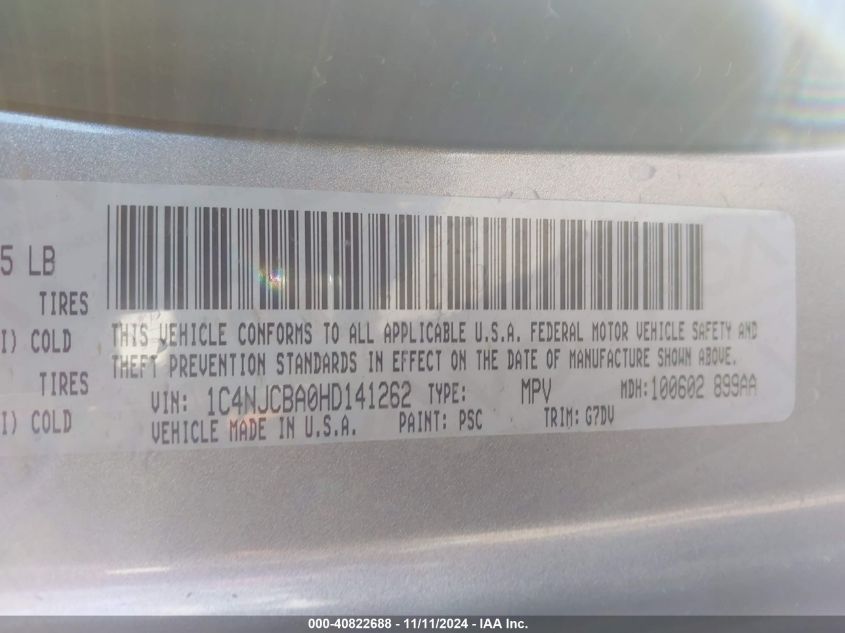 5 LB
TIRES
I) COLD
TIRES
I) COLD
THIS VEHICLE CONFORMS TO ALL APPLICABLE U.S.A. FEDERAL MOTOR VEHICLE SAFETY AND
THEFT PREVENTION STANDARDS IN EFFECT ON THE DATE OF MANUFACTURE SHOWN ABOVE.
VIN: 1C4NJCBA0HD141262 TYPE: MPV MDH:100602 899AA
VEHICLE MADE IN U.S.A. PAINT: PSC TRIM: G7DV
000-40822688 - 11/11/2024 - IAA Inc.